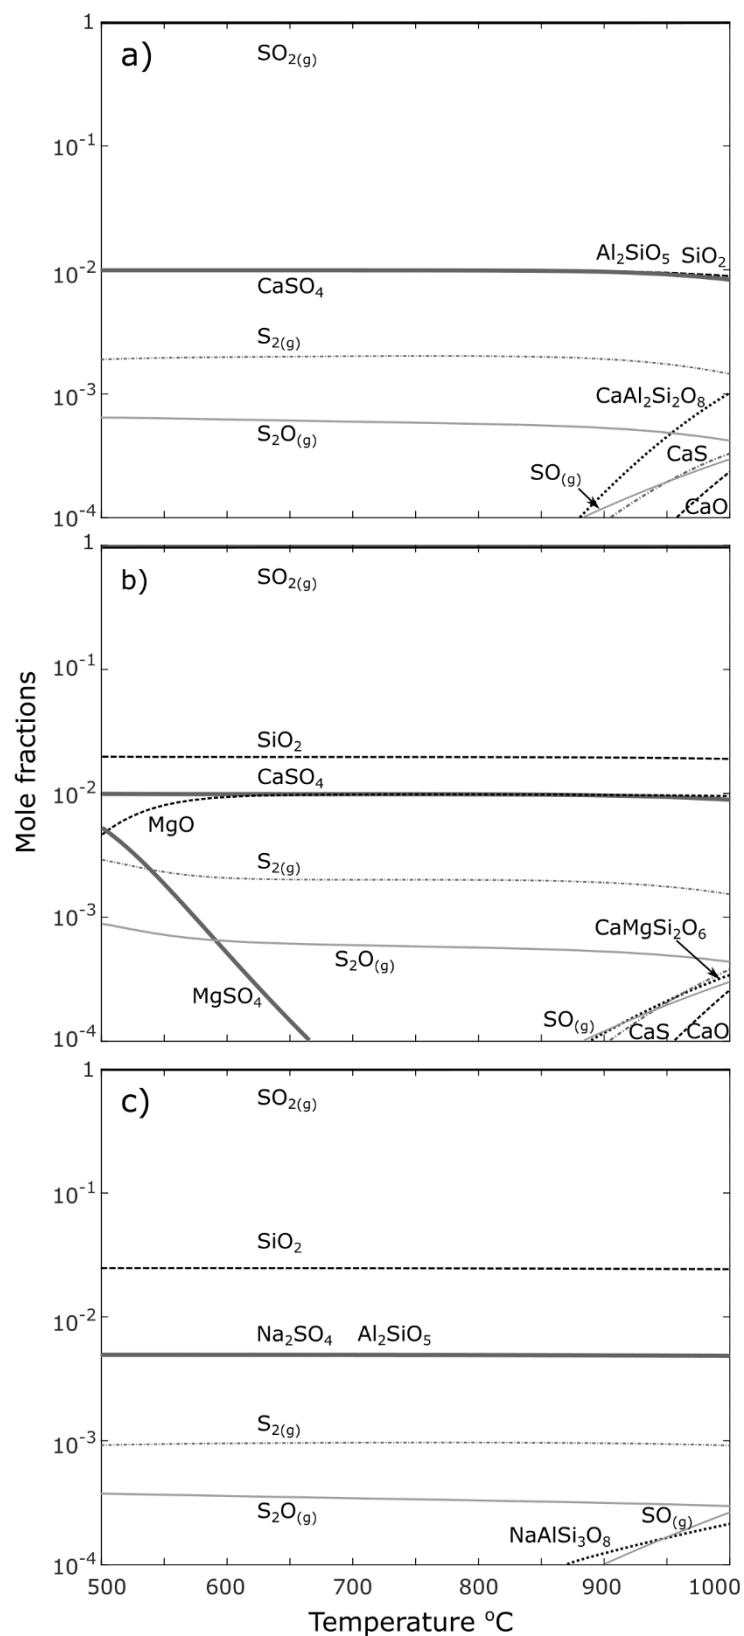 1
a)
SO2(g)
10-1
10-2
Al2SiO5 SiO2
CaSO4
S2(g)
10-3
CaAl2Si2O8
S2O(g)
CaS
SO(g)
CaO
10-4
1
b)
SO2(g)
10-1
SiO2
CaSO4
10-2
MgO
S2(g)
10-3
CaMgSi2O6
S2O(g)
MgSO4
SO(g)
CaS
CaO
10-4
Mole fractions
1
c)
SO2(g)
10-1
SiO2
10-2
Na2SO4 Al2SiO5
S2(g)
10-3
S2O(g)
SO(g)
NaAlSi3O8
10-4
500 600 700 800 900 1000
Temperature oC